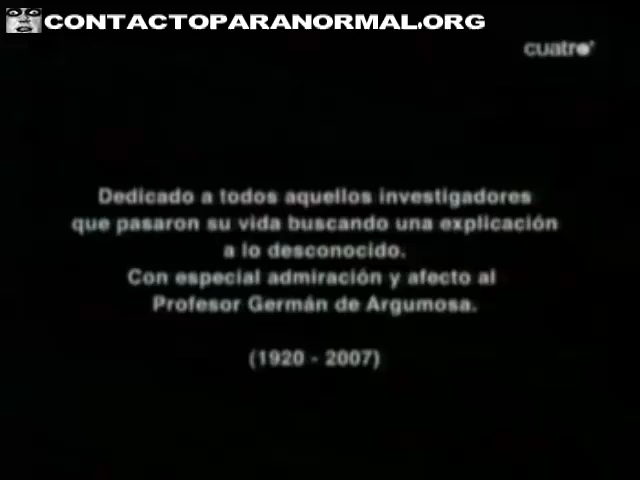 CONTACTOPARANORMAL.ORG
cuatro
Dedicado a todos aquellos investigadores
que pasaron su vida buscando una explicación
a lo desconocido.
Con especial admiración y afecto al
Profesor Germán de Argumosa.
(1920 - 2007)